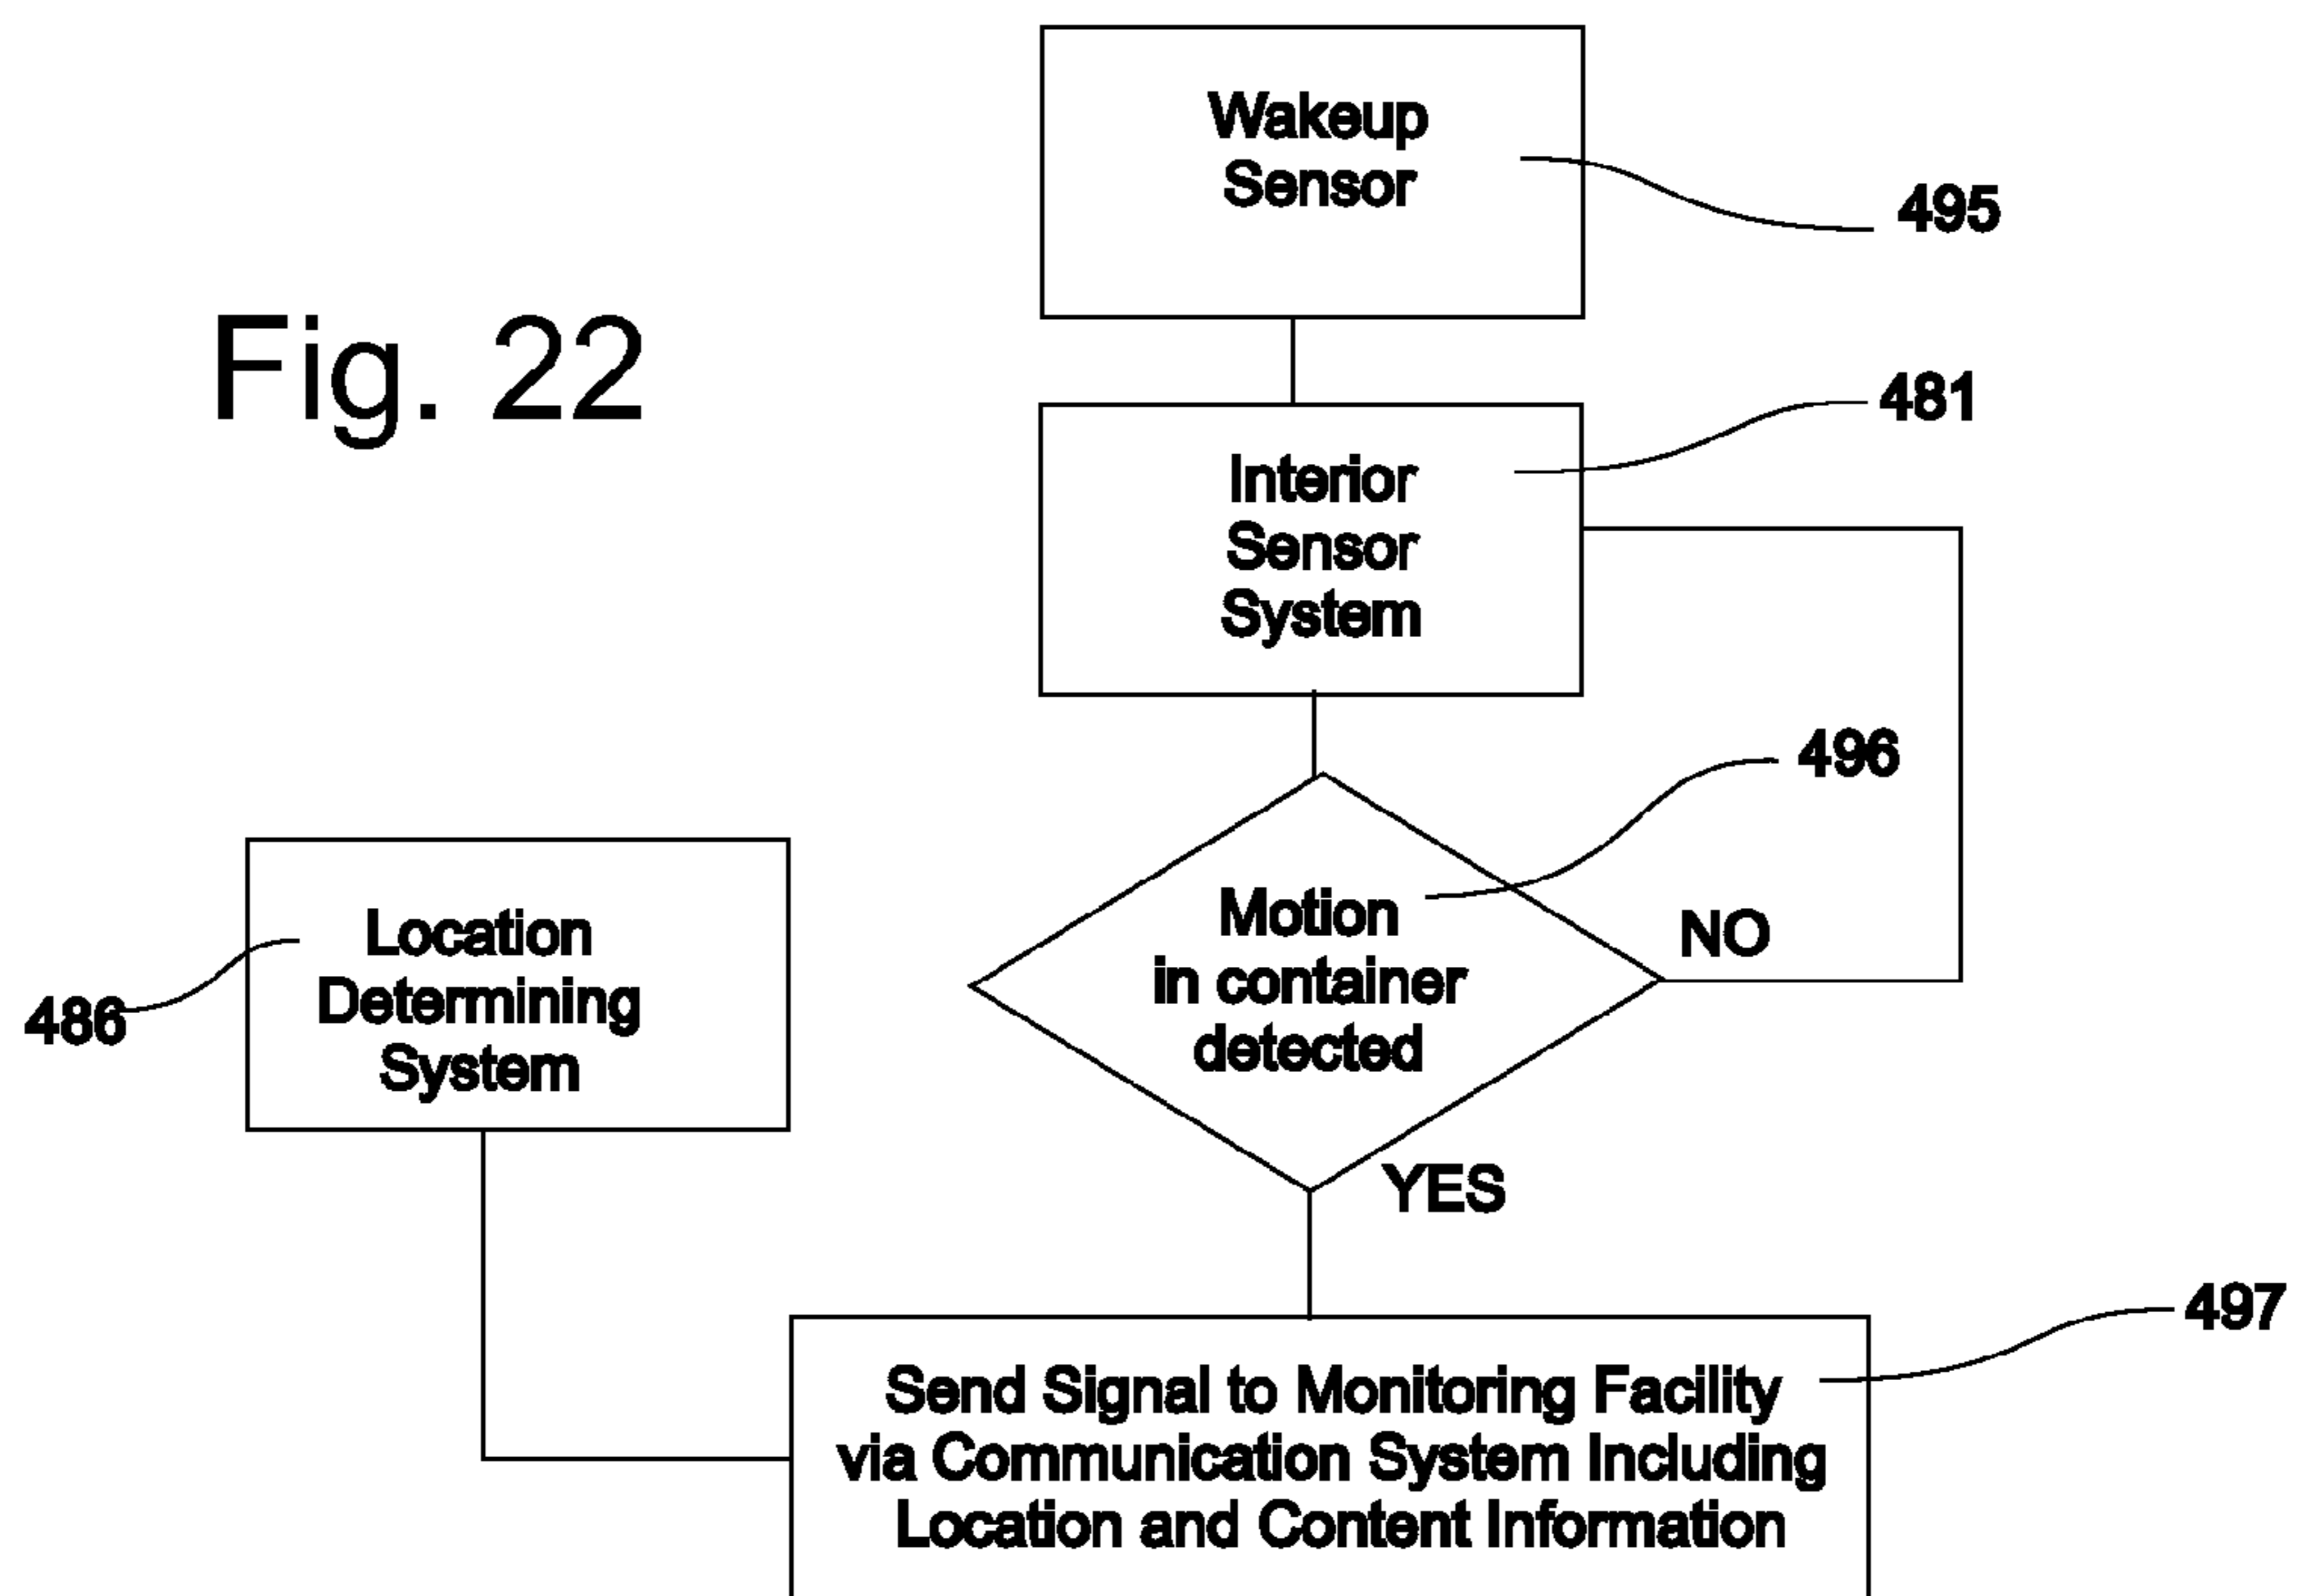 Wakeup
Sensor
495
Fig. 22
481
Interior
Sensor
System
496
Motion
in container
detected
NO
Location
Determining
System
486
YES
497
Send Signal to Monitoring Facility
via Communication System Including
Location and Content Information